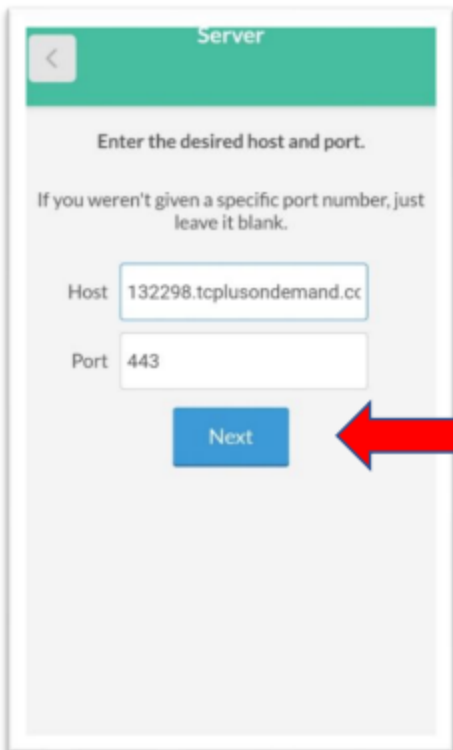 Server
Enter the desired host and port.
If you weren't given a specific port number, just
leave it blank.
Host 132298.tcplusondemand.cc
Port 443
Next